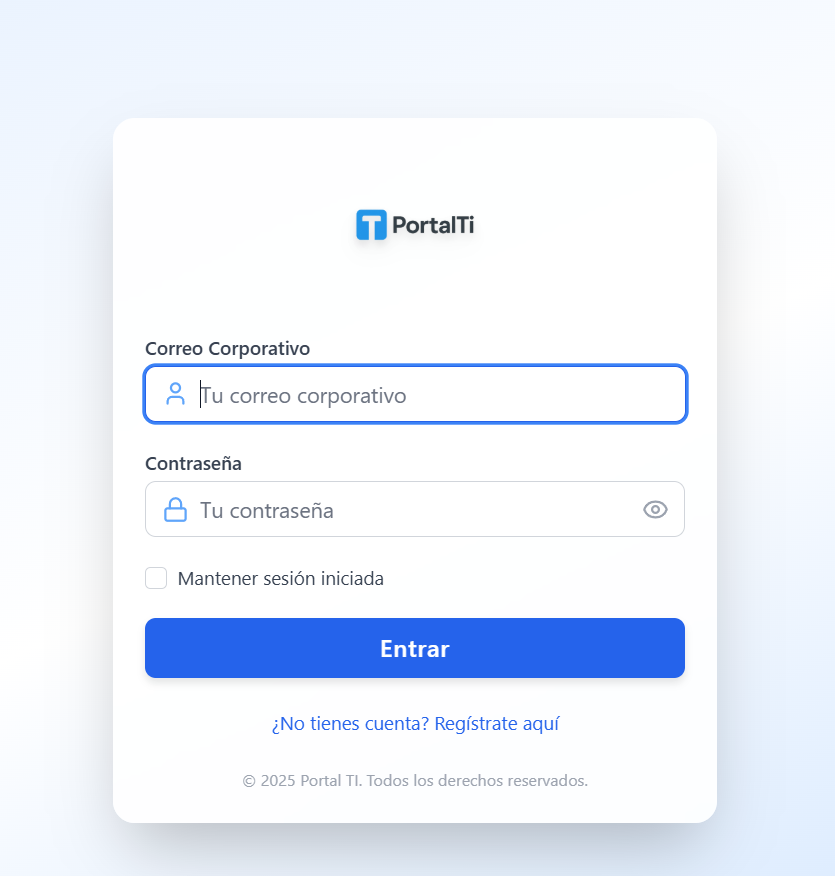 PortalTi
Correo Corporativo
Tu correo corporativo
Contraseña
Tu contraseña
Mantener sesión iniciada
Entrar
¿No tienes cuenta? Regístrate aquí
© 2025 Portal TI. Todos los derechos reservados.